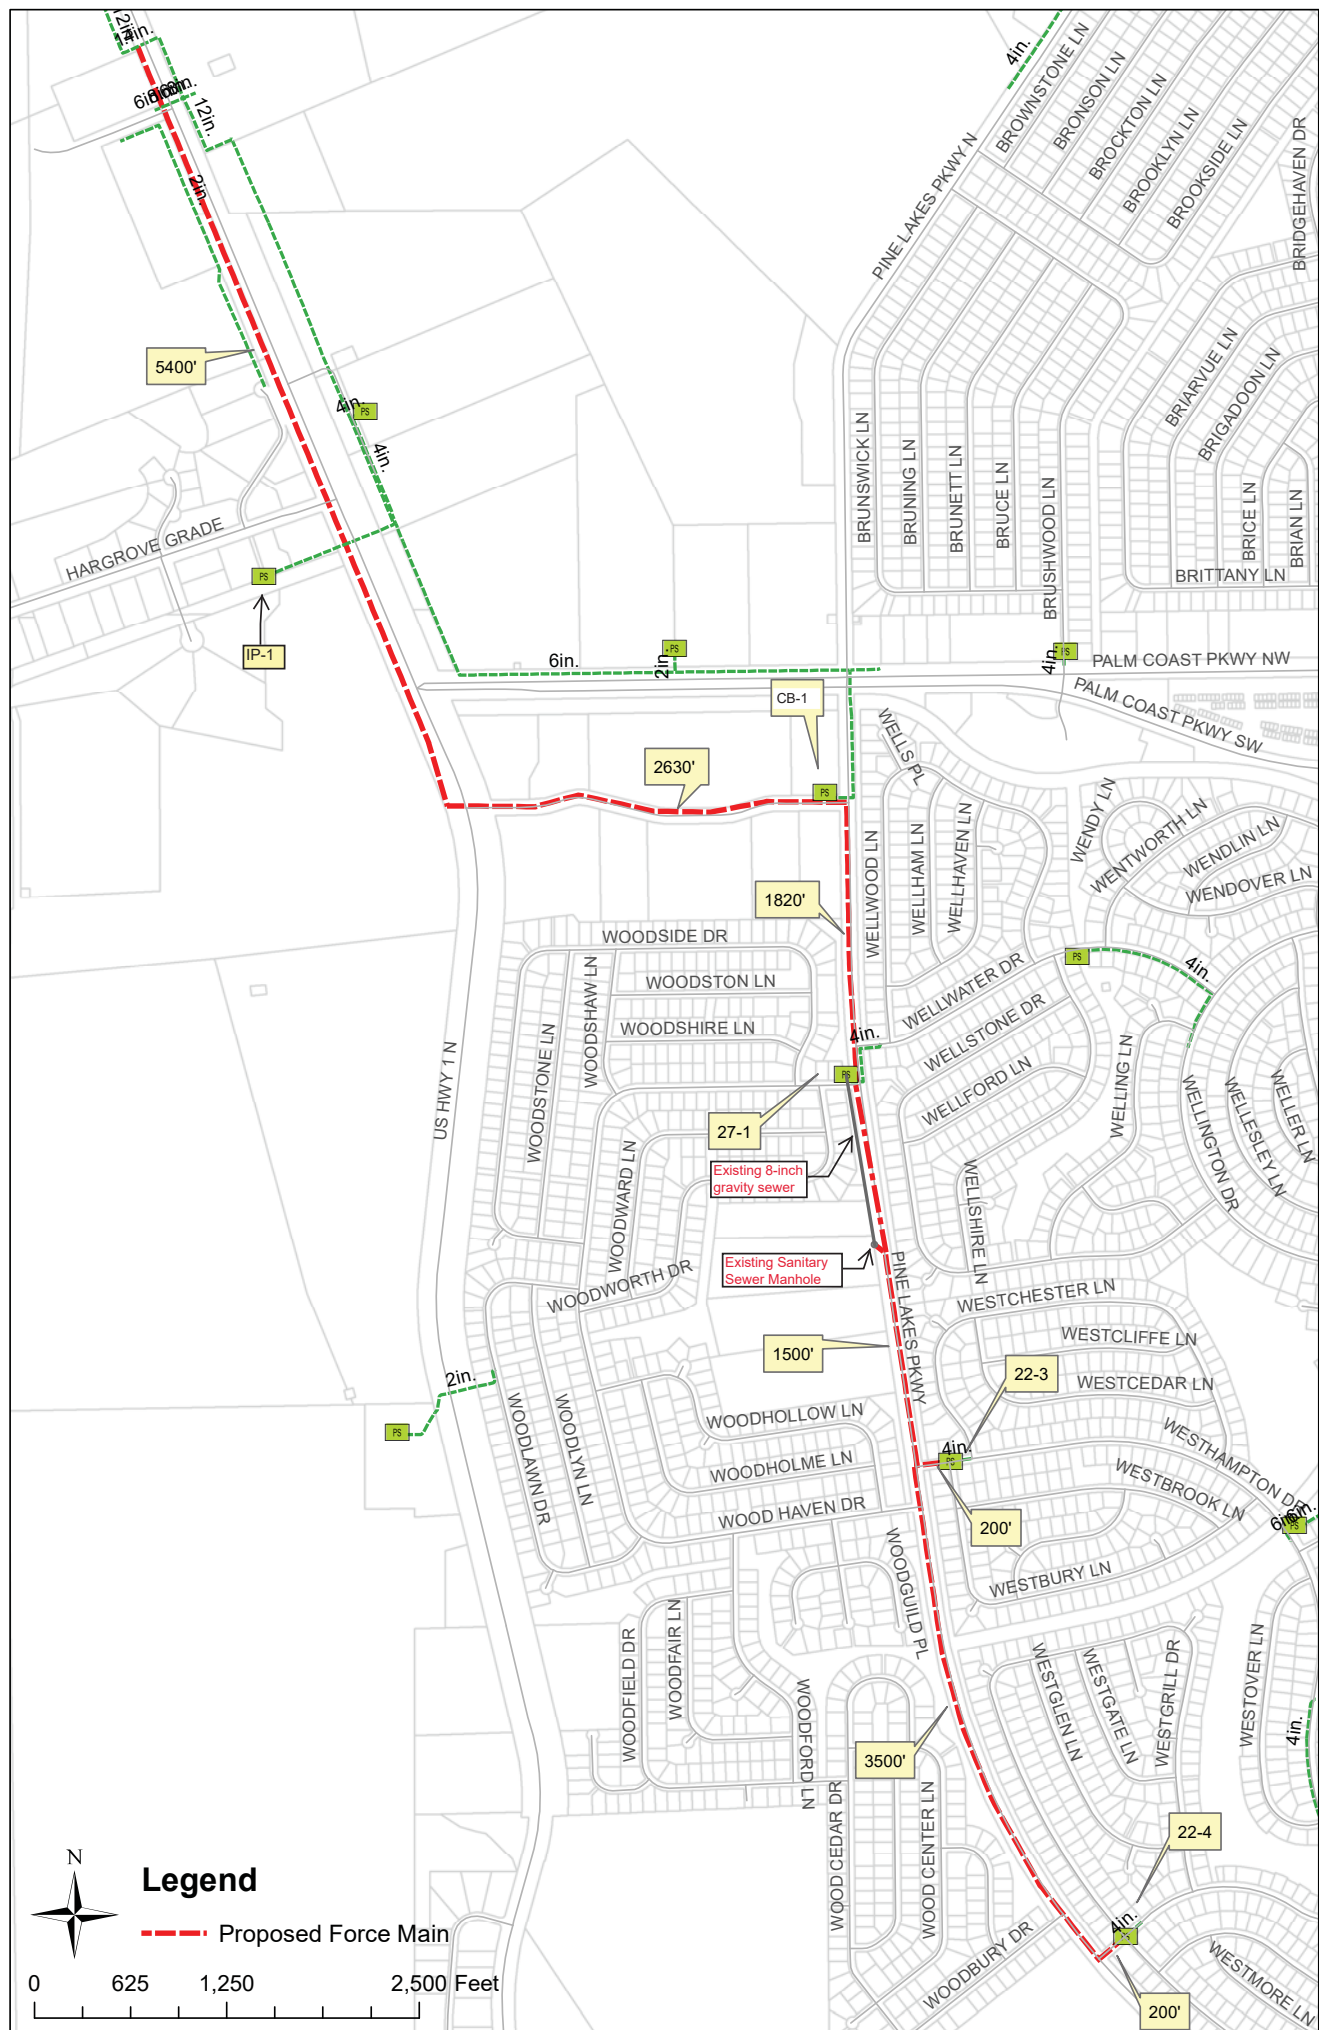 12in.
14in.
4in.
6in.
12in.
2in.
BROWNSTONE LN
BRONSON LN
BROCKTON LN
BROOKLYN LN
BROOKSIDE LN
BRIDGEHAVEN DR
PINE LAKES PKWY N
5400'
4in.
PS
4in.
BRIARVUE LN
BRIGADOON LN
BRUNSWICK LN
BRUNING LN
BRUNETT LN
BRUCE LN
BRUSHWOOD LN
BRICE LN
BRIAN LN
HARGROVE GRADE
PS
BRITTANY LN
IP-1
6in.
2in.
PS
4in.
PS
PALM COAST PKWY NW
PALM COAST PKWY SW
CB-1
WELLS PL
2630'
PS
WENDY LN
WENTWORTH LN
WENDLIN LN
WENDOVER LN
WELLWOOD LN
WELLHAM LN
WELLHAVEN LN
1820'
WOODSIDE DR
WOODSTON LN
WOODSHIRE LN
WOODSHAW LN
WOODSTONE LN
WELLWATER DR
WELLSTONE DR
WELLFORD LN
PS
4in.
4in.
PS
WELLING LN
WELLINGTON DR
WELLESLEY LN
WELLER LN
US HWY 1 N
27-1
Existing 8-inch
gravity sewer
WOODWARD LN
WELLSHIRE LN
Existing Sanitary
Sewer Manhole
WOODWORTH DR
PINE LAKES PKWY
WESTCHESTER LN
WESTCLIFFE LN
WESTCEDAR LN
1500'
22-3
2in.
PS
WOODLAWN DR
WOODLYN LN
WOODHOLLOW LN
WOODHOLME LN
WOOD HAVEN DR
4in.
PS
WESTHAMPTON DR
WESTBROOK LN
200'
6in.
PS
WESTBURY LN
WOODGUILD PL
WOODFIELD DR
WOODFAIR LN
WOODFORD LN
WESTGLEN LN
WESTGATE LN
WESTGRILL DR
WESTOVER LN
4in.
3500'
WOOD CEDAR DR
WOOD CENTER LN
22-4
4in.
PS
WOODBURY DR
WESTMORE LN
200'
N
Legend
Proposed Force Main
0 625 1,250 2,500 Feet